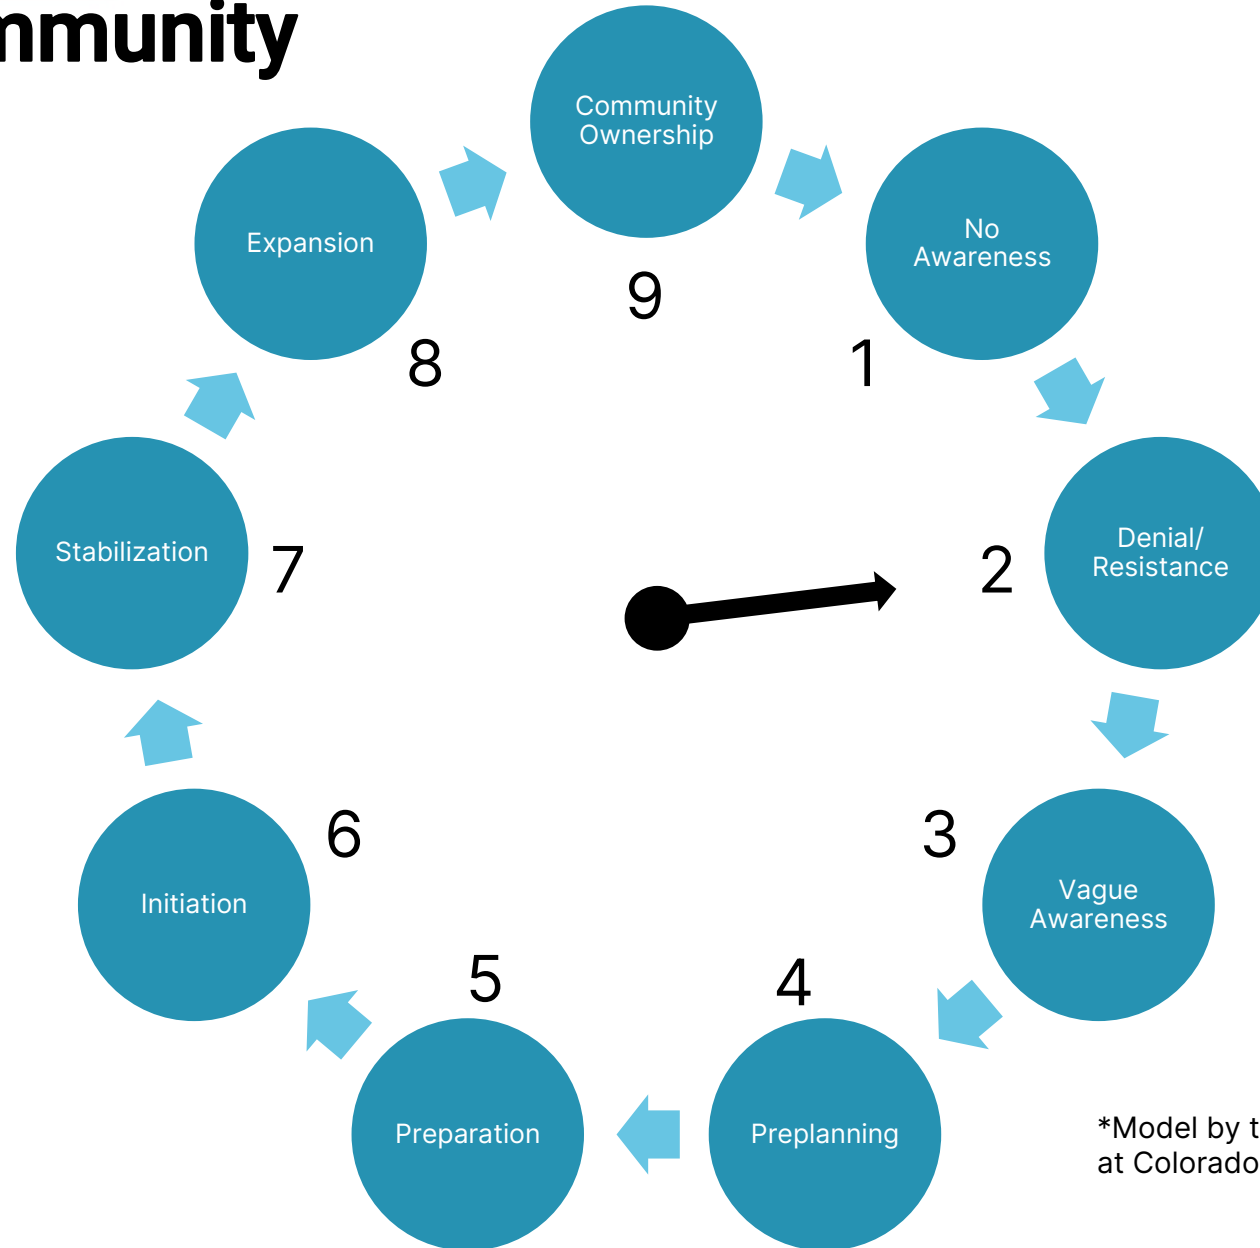 mmunity
Community
Ownership
9
No
Awareness
1
Denial/
Resistance
2
Vague
Awareness
3
Preplanning
4
Preparation
5
Initiation
6
Stabilization
7
Expansion
8
*Model by t
at Colorado